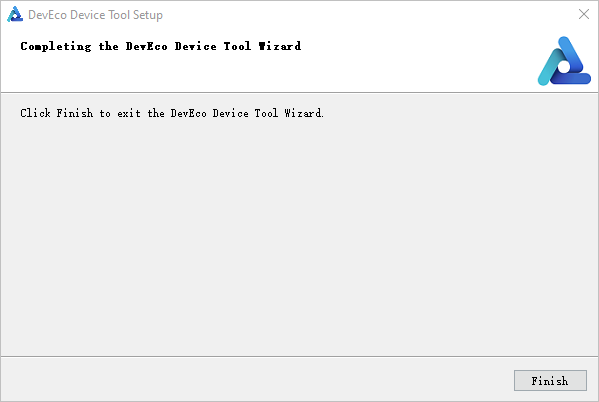 DevEco Device Tool Setup
Completing the DevEco Device Tool Wizard
Click Finish to exit the DevEco Device Tool Wizard.
Finish